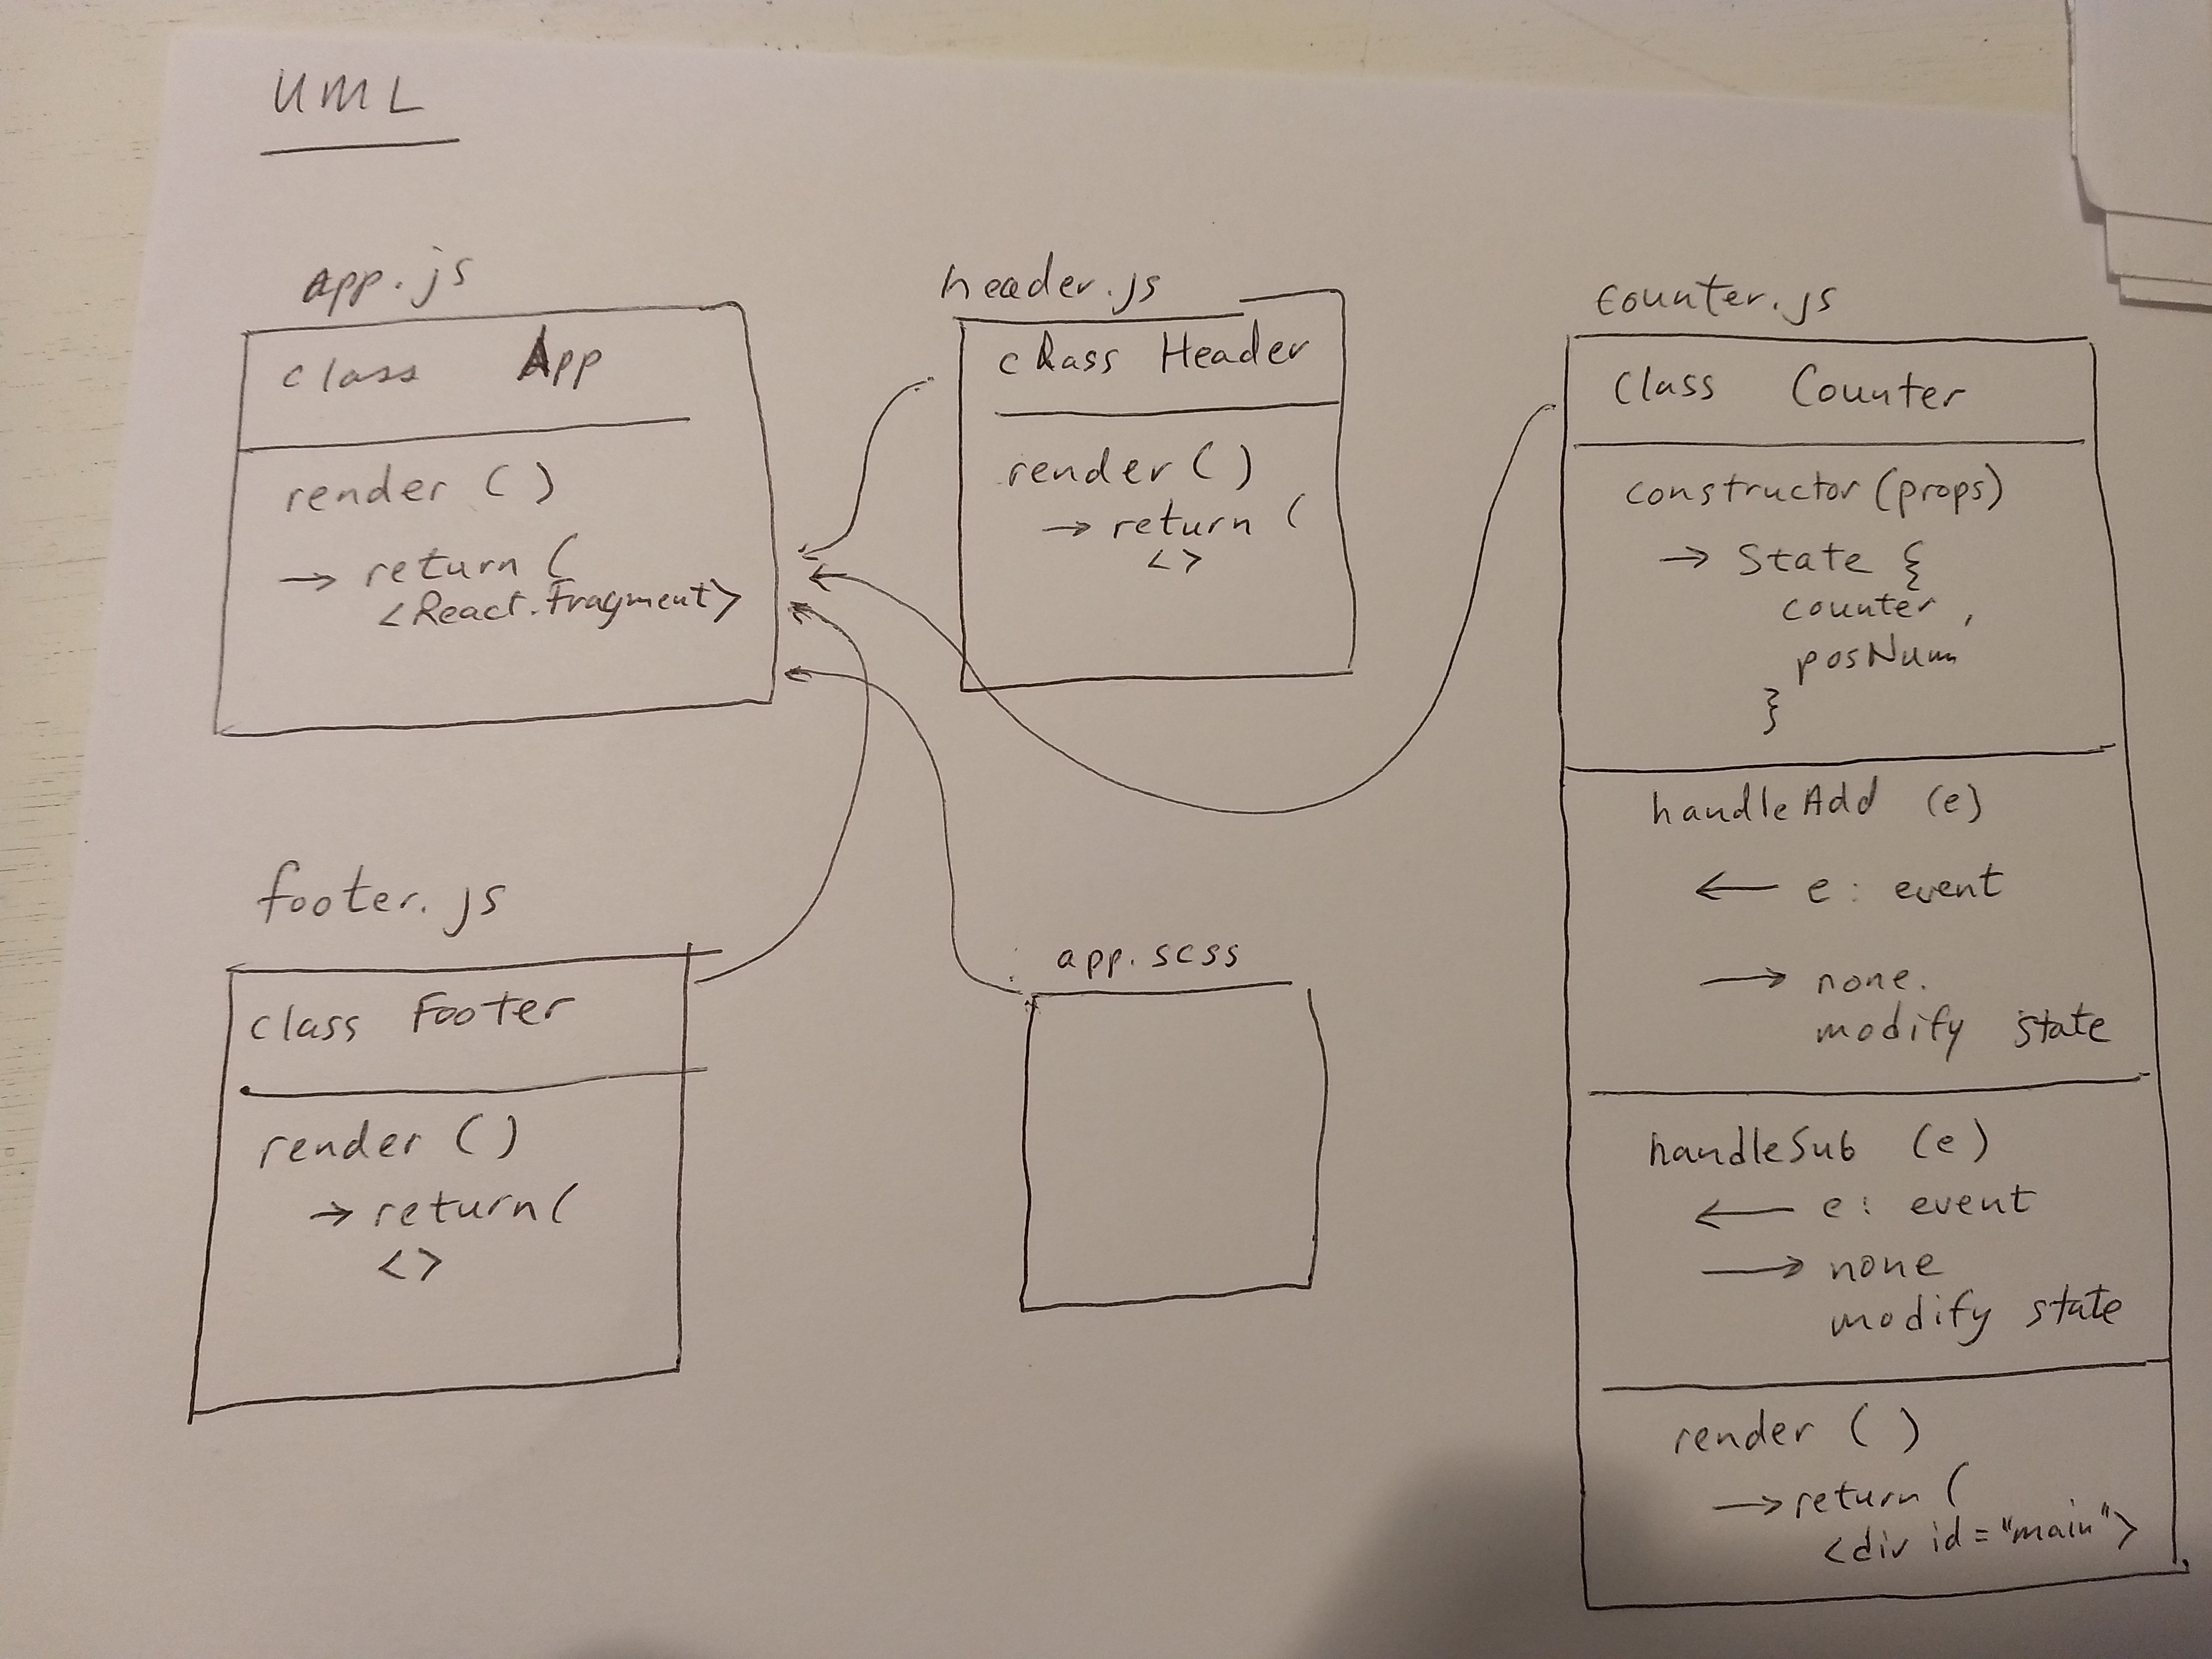 UML
app.js
class App
render ()
→ return (
<React.Fragment>
header.js
class Header
render ()
→ return (
<>
counter.js
class Counter
constructor (props)
→ State {
counter,
posNum
}
handleAdd (e)
← e : event
→ none.
modify state
handleSub (e)
← e : event
→ none
modify state
render ()
→ return (
<div id = "main">
footer.js
class Footer
render ()
→ return (
<>
app.scss